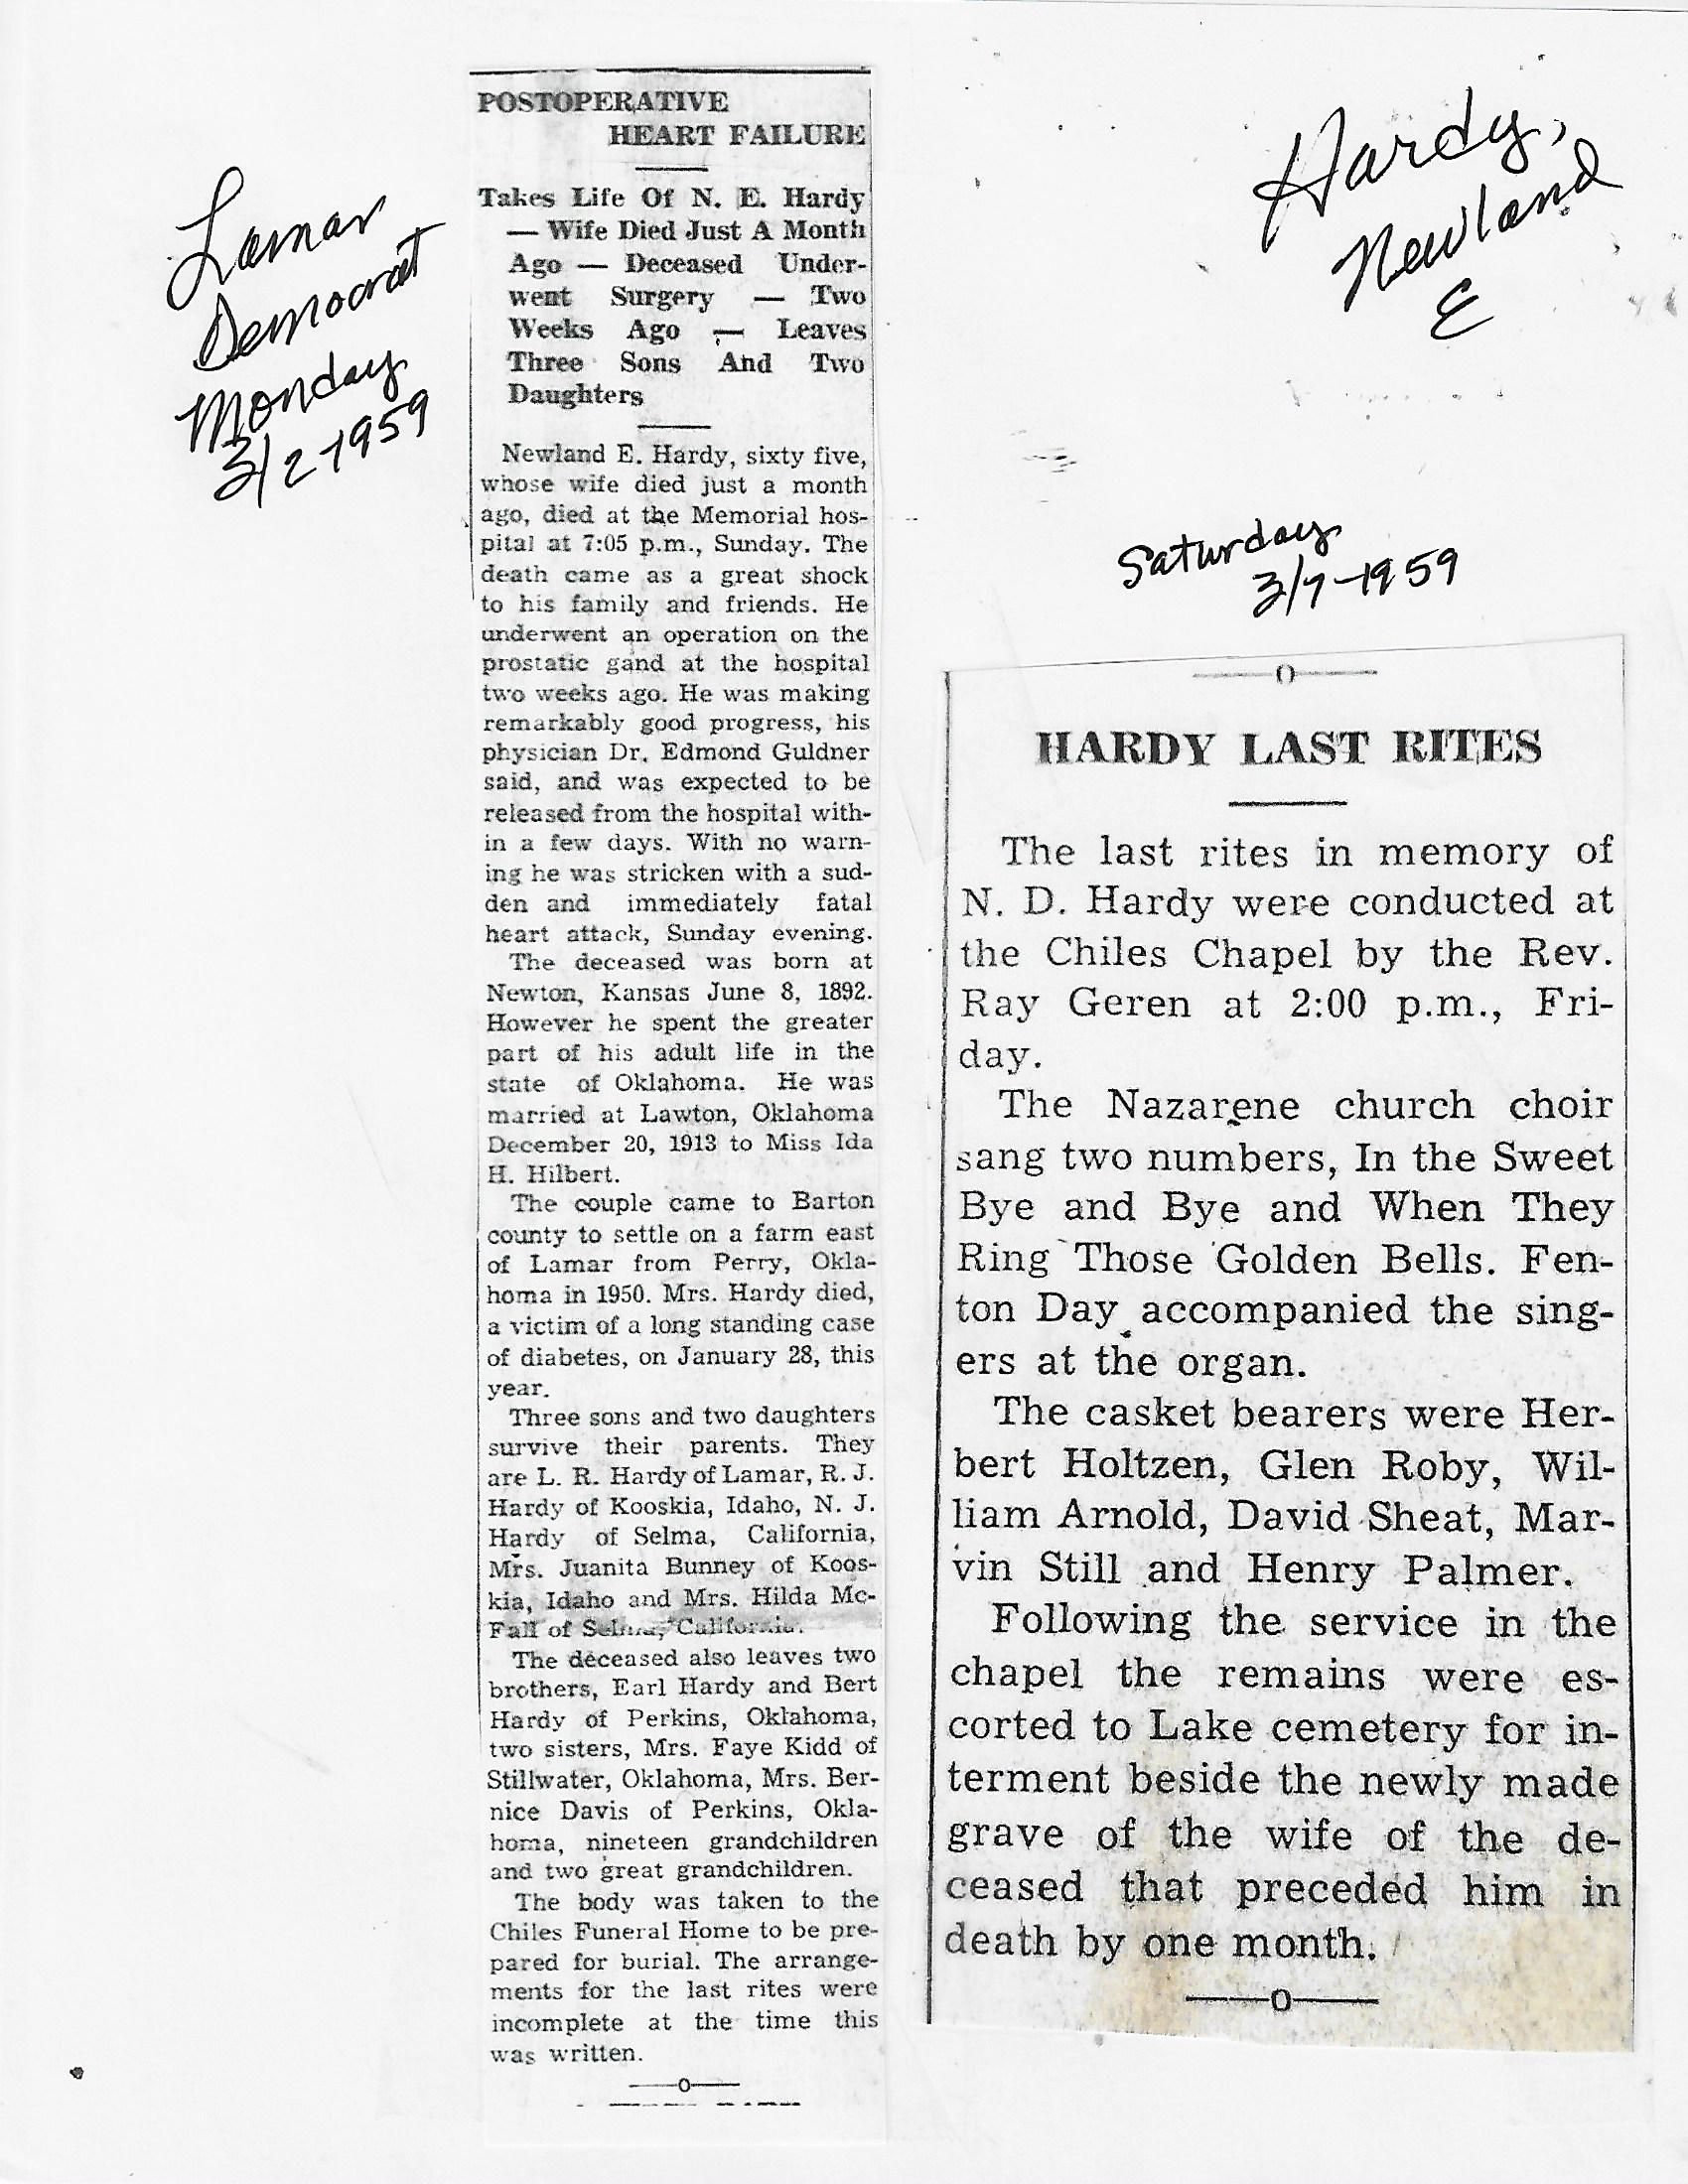 Lamar
Democrat
Monday
3/2-1959
POSTOPERATIVE
HEART FAILURE
Takes Life Of N. E. Hardy
— Wife Died Just A Month
Ago — Deceased Under-
went Surgery — Two
Weeks Ago — Leaves
Three Sons And Two
Daughters
Newland E. Hardy, sixty five,
whose wife died just a month
ago, died at the Memorial hos-
pital at 7:05 p.m., Sunday. The
death came as a great shock
to his family and friends. He
underwent an operation on the
prostatic gand at the hospital
two weeks ago. He was making
remarkably good progress, his
physician Dr. Edmond Guldner
said, and was expected to be
released from the hospital with-
in a few days. With no warn-
ing he was stricken with a sud-
den and immediately fatal
heart attack, Sunday evening.
The deceased was born at
Newton, Kansas June 8, 1892.
However he spent the greater
part of his adult life in the
state of Oklahoma. He was
married at Lawton, Oklahoma
December 20, 1913 to Miss Ida
H. Hilbert.
The couple came to Barton
county to settle on a farm east
of Lamar from Perry, Okla-
homa in 1950. Mrs. Hardy died,
a victim of a long standing case
of diabetes, on January 28, this
year.
Three sons and two daughters
survive their parents. They
are L. R. Hardy of Lamar, R. J.
Hardy of Kooskia, Idaho, N. J.
Hardy of Selma, California,
Mrs. Juanita Bunney of Koos-
kia, Idaho and Mrs. Hilda Mc-
Fall of Selma, California.
The deceased also leaves two
brothers, Earl Hardy and Bert
Hardy of Perkins, Oklahoma,
two sisters, Mrs. Faye Kidd of
Stillwater, Oklahoma, Mrs. Ber-
nice Davis of Perkins, Okla-
homa, nineteen grandchildren
and two great grandchildren.
The body was taken to the
Chiles Funeral Home to be pre-
pared for burial. The arrange-
ments for the last rites were
incomplete at the time this
was written.
—o—
Hardy,
Newland
E
Saturday
3/7-1959
—O—
HARDY LAST RITES
The last rites in memory of
N. D. Hardy were conducted at
the Chiles Chapel by the Rev.
Ray Geren at 2:00 p.m., Fri-
day.
The Nazarene church choir
sang two numbers, In the Sweet
Bye and Bye and When They
Ring Those Golden Bells. Fen-
ton Day accompanied the sing-
ers at the organ.
The casket bearers were Her-
bert Holtzen, Glen Roby, Wil-
liam Arnold, David Sheat, Mar-
vin Still and Henry Palmer.
Following the service in the
chapel the remains were es-
corted to Lake cemetery for in-
terment beside the newly made
grave of the wife of the de-
ceased that preceded him in
death by one month.
—o—